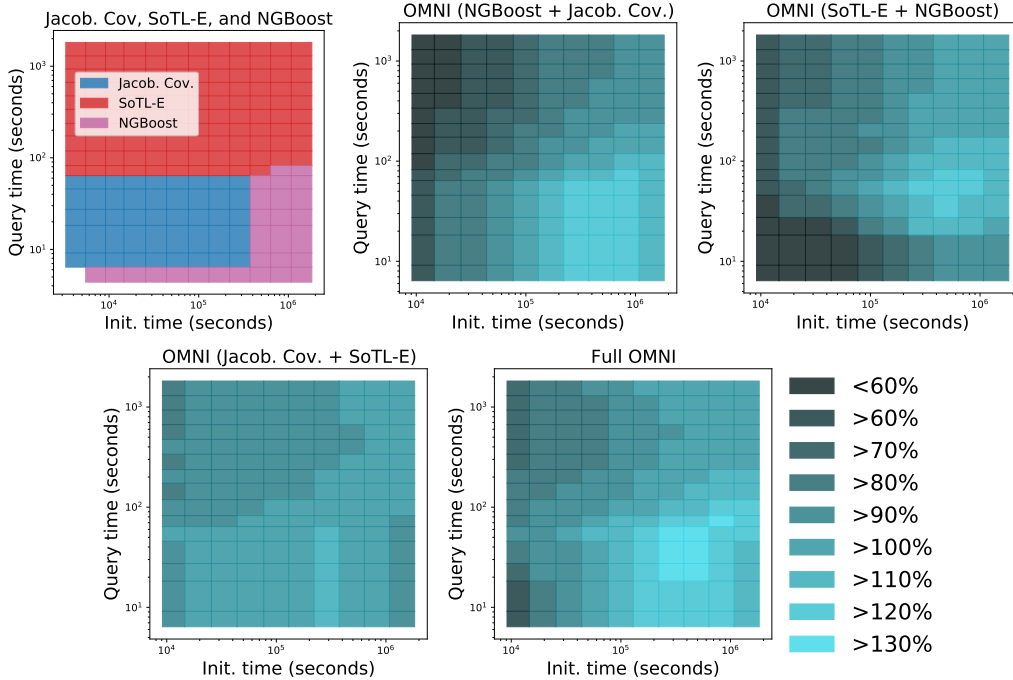 Jacob. Cov, SoTL-E, and NGBoost
Query time (seconds)
10³
10²
10¹
Jacob. Cov.
SoTL-E
NGBoost
10⁴
10⁵
10⁶
Init. time (seconds)
OMNI (NGBoost + Jacob. Cov.)
Query time (seconds)
10³
10²
10¹
10⁴
10⁵
10⁶
Init. time (seconds)
OMNI (SoTL-E + NGBoost)
Query time (seconds)
10³
10²
10¹
10⁴
10⁵
10⁶
Init. time (seconds)
OMNI (Jacob. Cov. + SoTL-E)
Query time (seconds)
10³
10²
10¹
10⁴
10⁵
10⁶
Init. time (seconds)
Full OMNI
Query time (seconds)
10³
10²
10¹
10⁴
10⁵
10⁶
Init. time (seconds)
<60%
>60%
>70%
>80%
>90%
>100%
>110%
>120%
>130%